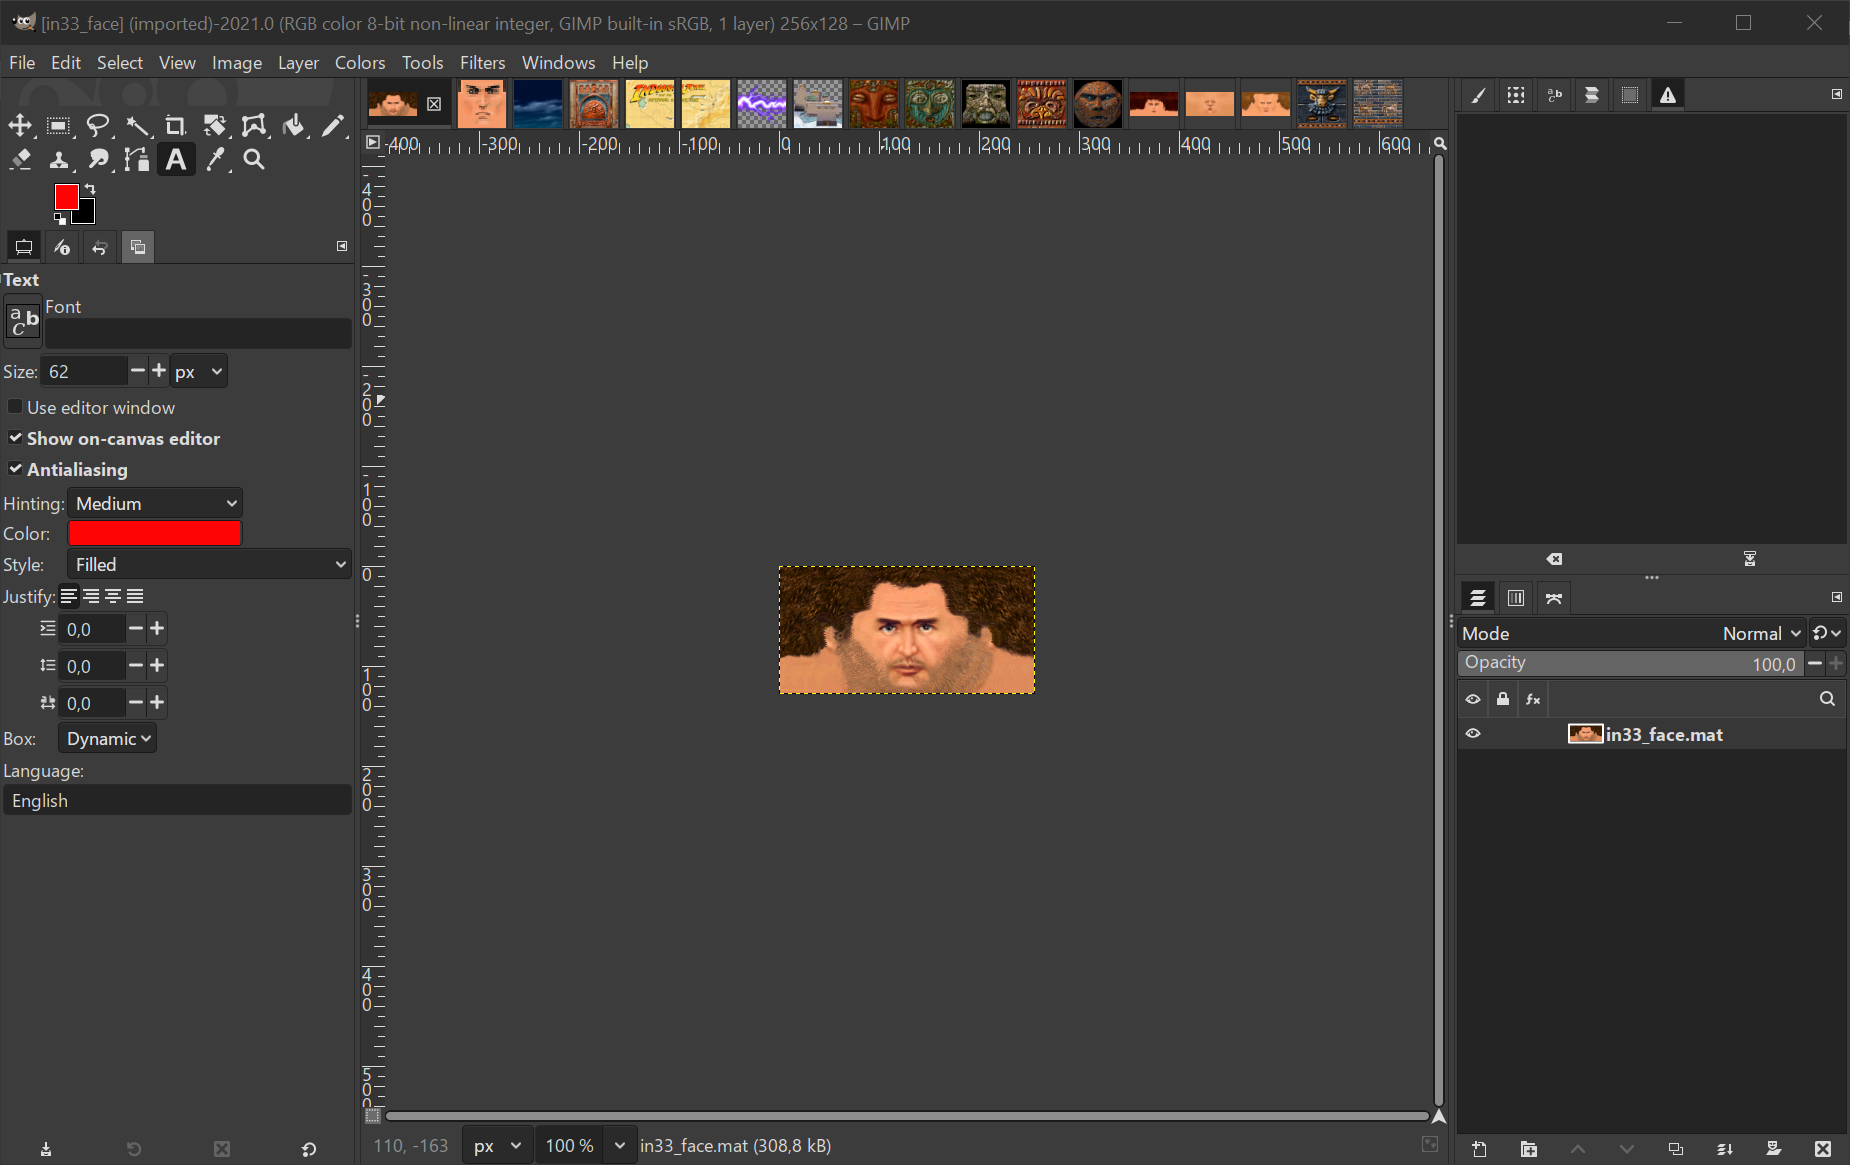 [in33_face] (imported)-2021.0 (RGB color 8-bit non-linear integer, GIMP built-in sRGB, 1 layer) 256x128 – GIMP
File Edit Select View Image Layer Colors Tools Filters Windows Help
-400 -300 -200 -100 0 100 200 300 400 500 600
Text
Font
Size: 62 px
Use editor window
Show on-canvas editor
Antialiasing
Hinting: Medium
Color:
Style: Filled
Justify:
0,0
0,0
0,0
Box: Dynamic
Language:
English
-400
-300
-200
-100
0
100
200
300
400
500
110, -163 px 100 % in33_face.mat (308,8 kB)
Mode Normal
Opacity 100,0
fx
in33_face.mat